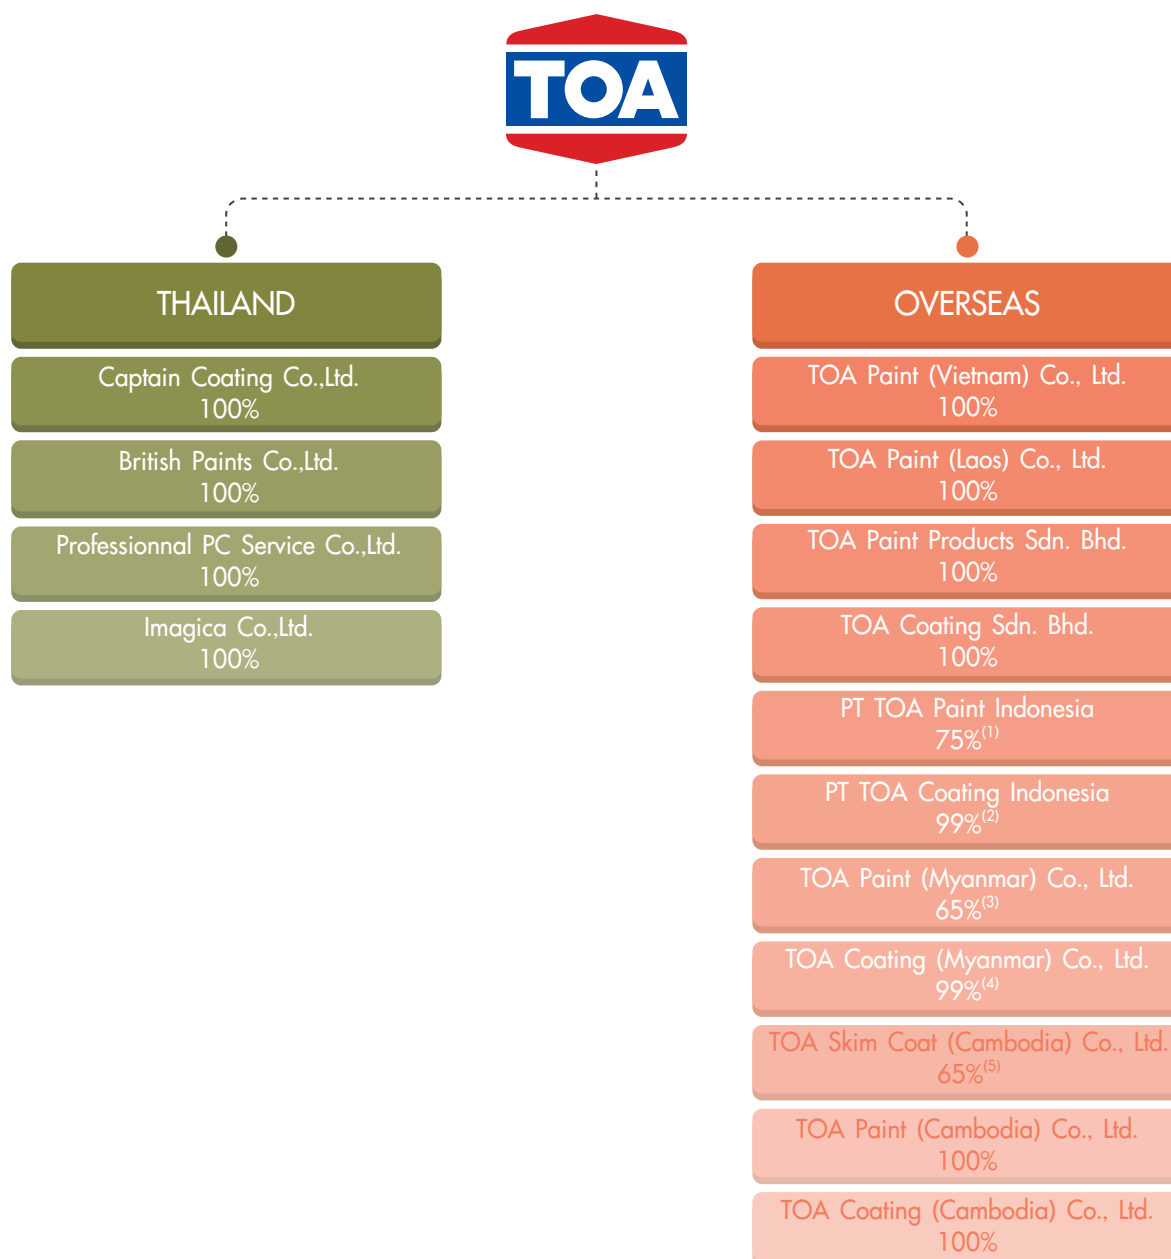 TOA
THAILAND
Captain Coating Co.,Ltd.
100%
British Paints Co.,Ltd.
100%
Professionnal PC Service Co.,Ltd.
100%
Imagica Co.,Ltd.
100%
OVERSEAS
TOA Paint (Vietnam) Co., Ltd.
100%
TOA Paint (Laos) Co., Ltd.
100%
TOA Paint Products Sdn. Bhd.
100%
TOA Coating Sdn. Bhd.
100%
PT TOA Paint Indonesia
75%(1)
PT TOA Coating Indonesia
99%(2)
TOA Paint (Myanmar) Co., Ltd.
65%(3)
TOA Coating (Myanmar) Co., Ltd.
99%(4)
TOA Skim Coat (Cambodia) Co., Ltd.
65%(5)
TOA Paint (Cambodia) Co., Ltd.
100%
TOA Coating (Cambodia) Co., Ltd.
100%